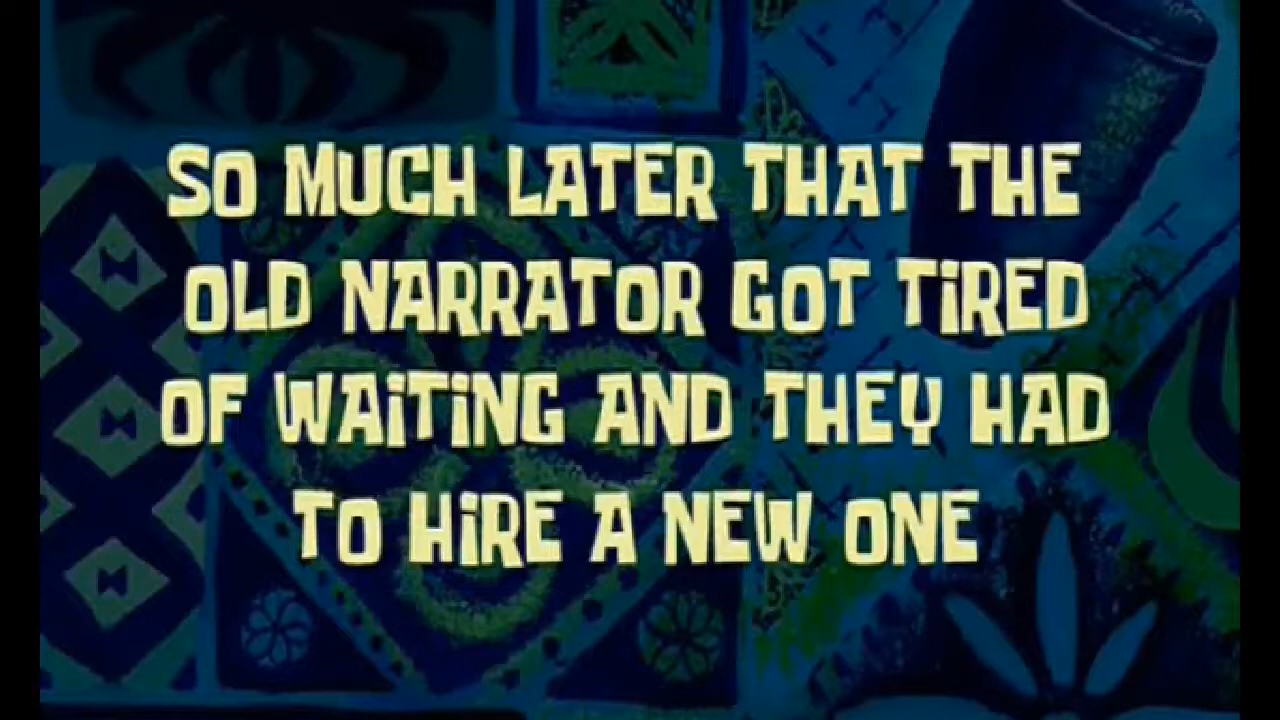 SO MUCH LATER THAT THE
OLD NARRATOR GOT TiRED
OF WAiTiNG AND THEY HAD
TO HiRE A NEW ONE